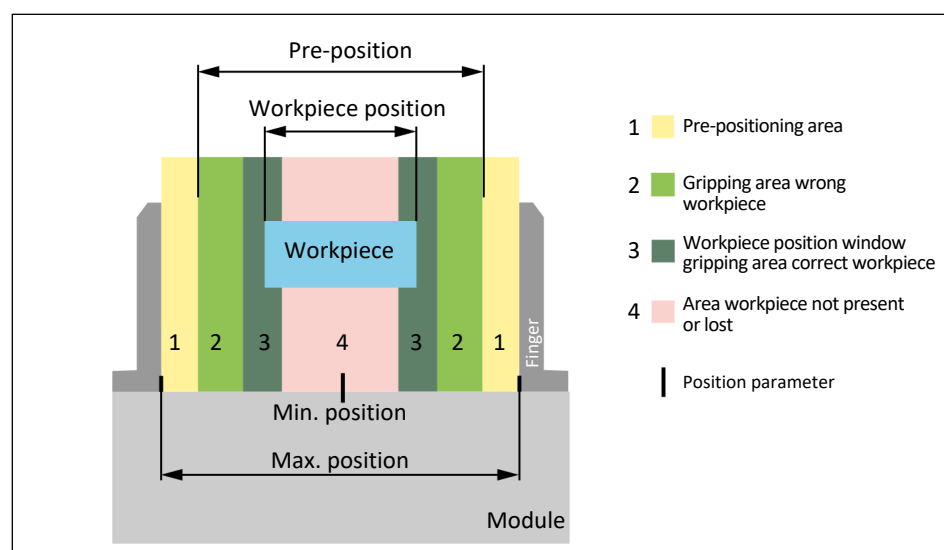 Pre-position
Workpiece position
Workpiece
1 2 3 4 3 2 1
Finger
Min. position
Max. position
Module
1 Pre-positioning area
2 Gripping area wrong
workpiece
3 Workpiece position window
gripping area correct workpiece
4 Area workpiece not present
or lost
Position parameter